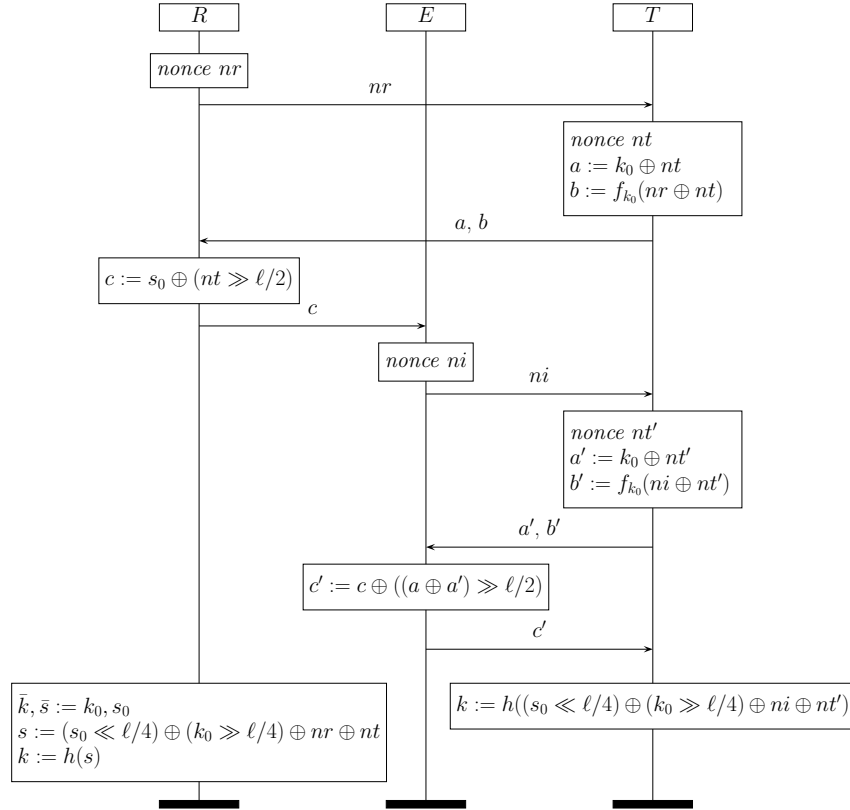 R
E
T
nonce nr
nr
nonce nt
a := k₀ ⊕ nt
b := f_{k₀}(nr ⊕ nt)
a, b
c := s₀ ⊕ (nt ≫ ℓ/2)
c
nonce ni
ni
nonce nt′
a′ := k₀ ⊕ nt′
b′ := f_{k₀}(ni ⊕ nt′)
a′, b′
c′ := c ⊕ ((a ⊕ a′) ≫ ℓ/2)
c′
k̄, s̄ := k₀, s₀
s := (s₀ ≪ ℓ/4) ⊕ (k₀ ≫ ℓ/4) ⊕ nr ⊕ nt
k := h(s)
k := h((s₀ ≪ ℓ/4) ⊕ (k₀ ≫ ℓ/4) ⊕ ni ⊕ nt′)